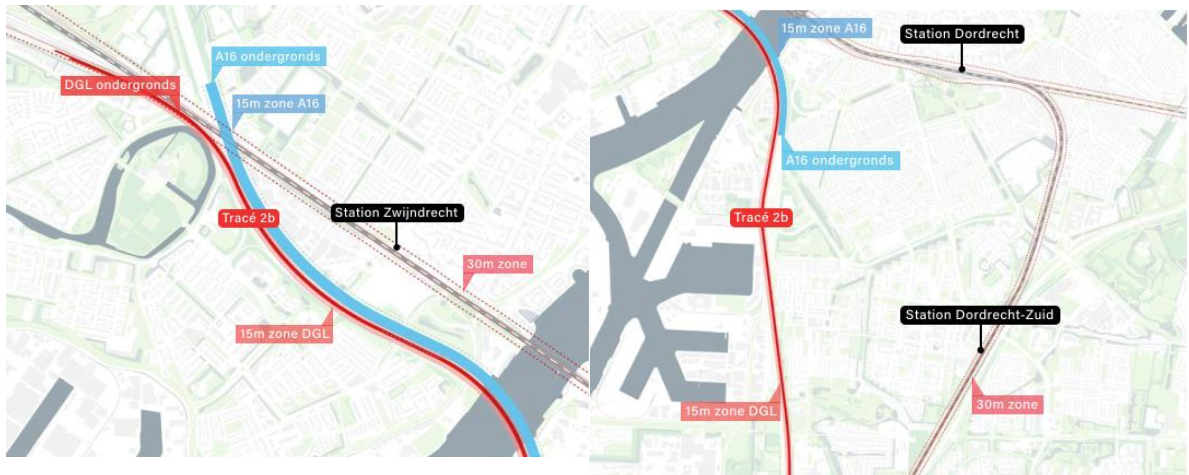 A16 ondergronds
DGL ondergronds
15m zone A16
Tracé 2b
Station Zwijndrecht
30m zone
15m zone DGL
15m zone A16
Station Dordrecht
A16 ondergronds
Tracé 2b
Station Dordrecht-Zuid
15m zone DGL
30m zone